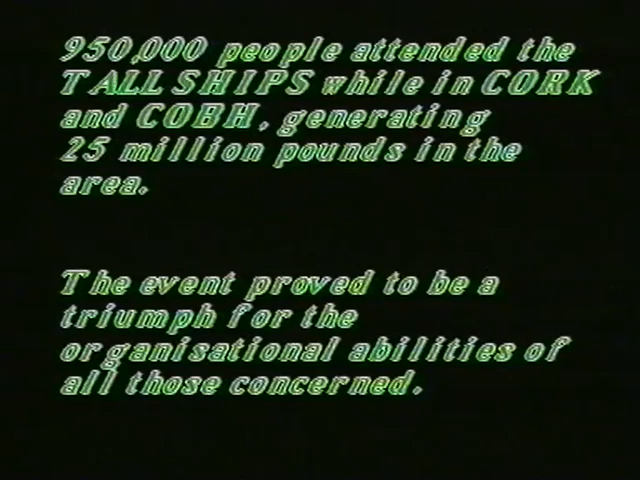 950,000 people attended the
TALL SHIPS while in CORK
and COBH, generating
25 million pounds in the
area.
The event proved to be a
triumph for the
organisational abilities of
all those concerned.